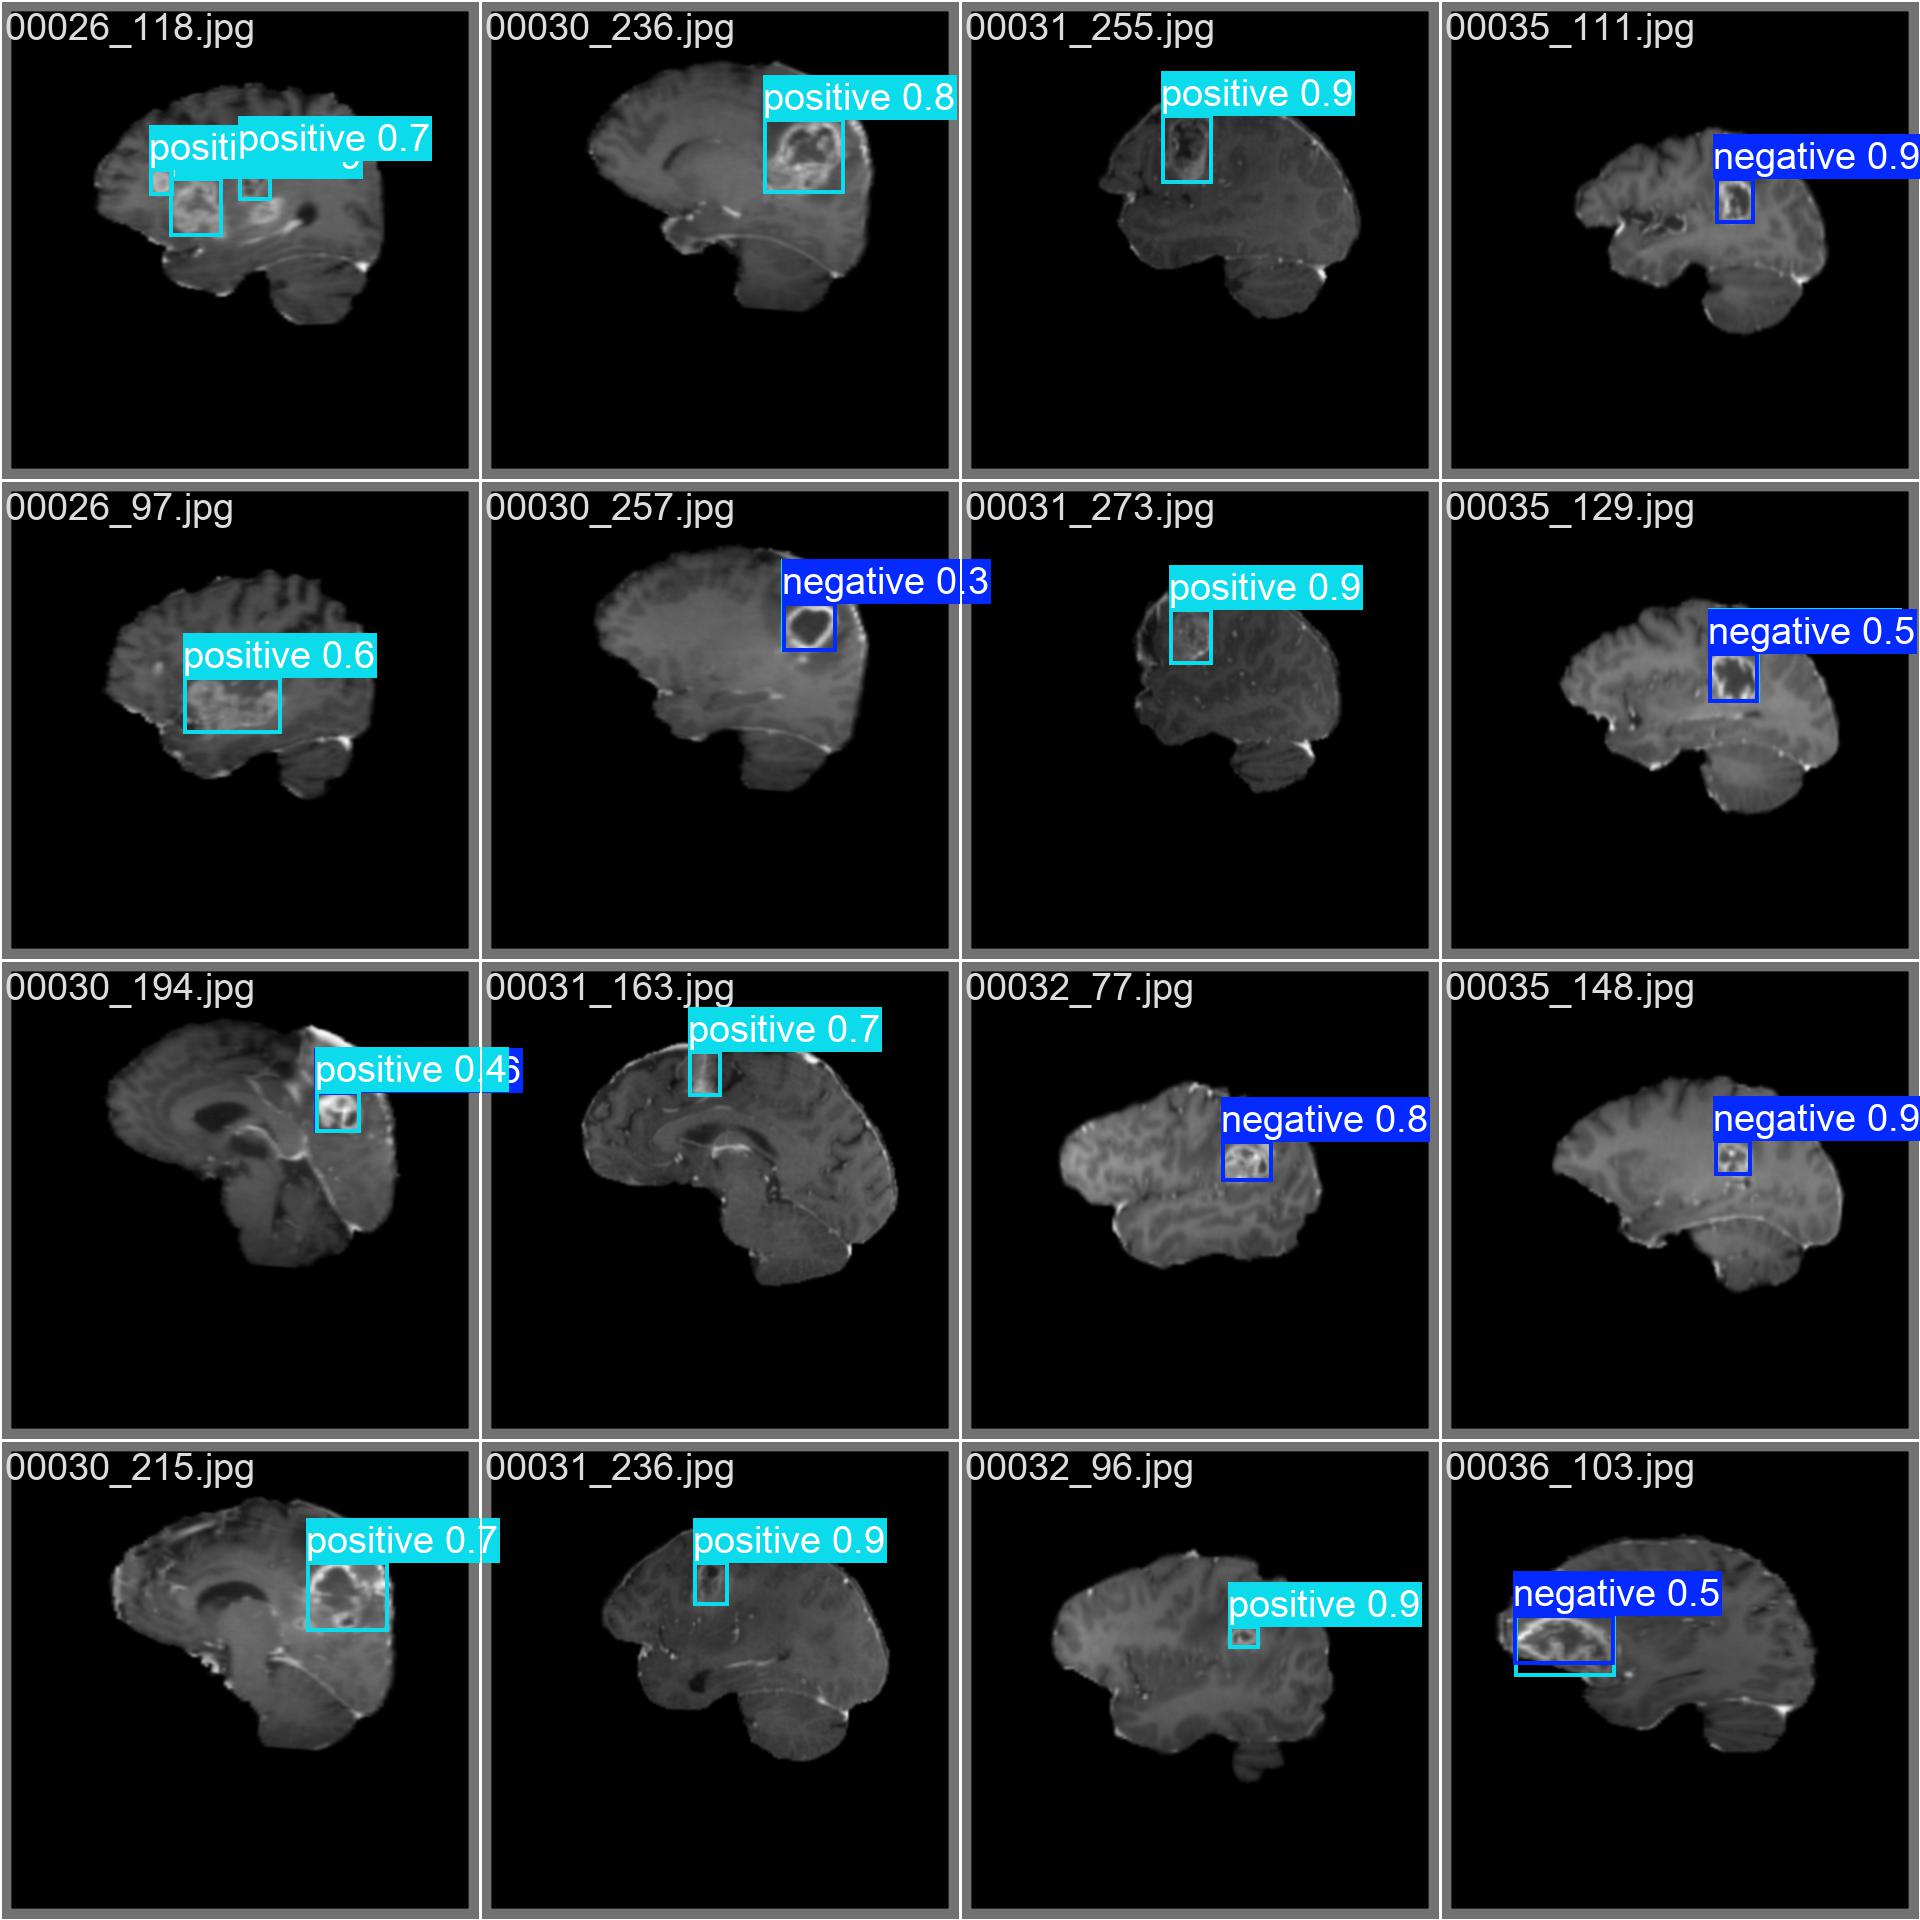 00026_118.jpg
positi
positive 0.7
00030_236.jpg
positive 0.8
00031_255.jpg
positive 0.9
00035_111.jpg
negative 0.9
00026_97.jpg
positive 0.6
00030_257.jpg
negative 0.3
00031_273.jpg
positive 0.9
00035_129.jpg
negative 0.5
00030_194.jpg
positive 0.4
6
00031_163.jpg
positive 0.7
00032_77.jpg
negative 0.8
00035_148.jpg
negative 0.9
00030_215.jpg
positive 0.7
00031_236.jpg
positive 0.9
00032_96.jpg
positive 0.9
00036_103.jpg
negative 0.5